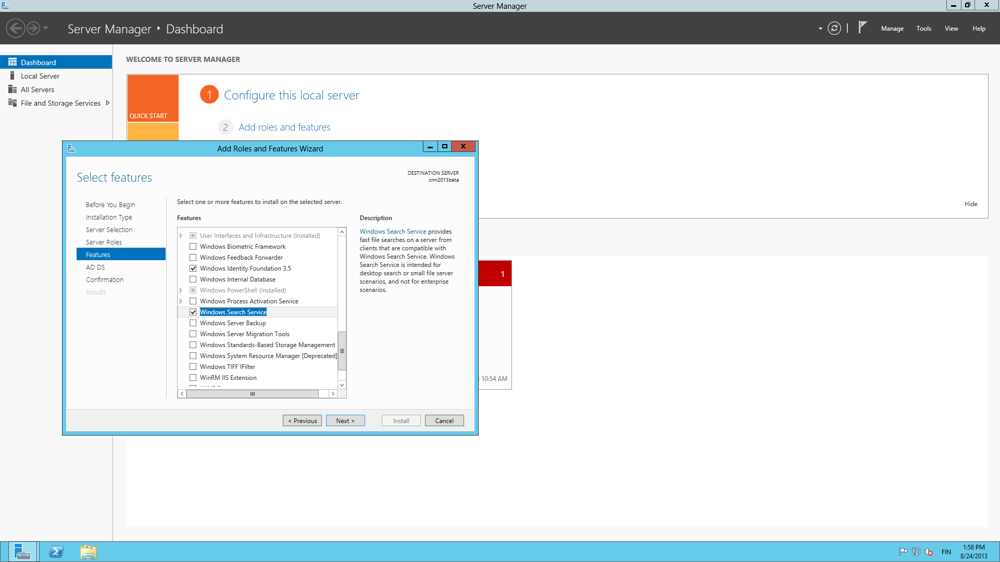 Server Manager
Server Manager ‣ Dashboard
Manage Tools View Help
Dashboard
Local Server
All Servers
File and Storage Services
WELCOME TO SERVER MANAGER
QUICK START
1 Configure this local server
2 Add roles and features
Hide
Add Roles and Features Wizard
Select features
DESTINATION SERVER
crm2013beta
Before You Begin
Installation Type
Server Selection
Server Roles
Features
AD DS
Confirmation
Results
Select one or more features to install on the selected server.
Features
User Interfaces and Infrastructure (Installed)
Windows Biometric Framework
Windows Feedback Forwarder
Windows Identity Foundation 3.5
Windows Internal Database
Windows PowerShell (Installed)
Windows Process Activation Service
Windows Search Service
Windows Server Backup
Windows Server Migration Tools
Windows Standards-Based Storage Management
Windows System Resource Manager [Deprecated]
Windows TIFF IFilter
WinRM IIS Extension
Description
Windows Search Service provides
fast file searches on a server from
clients that are compatible with
Windows Search Service. Windows
Search Service is intended for
desktop search or small file server
scenarios, and not for enterprise
scenarios.
< Previous
Next >
Install
Cancel
1
10:54 AM
FIN
1:58 PM
8/24/2013